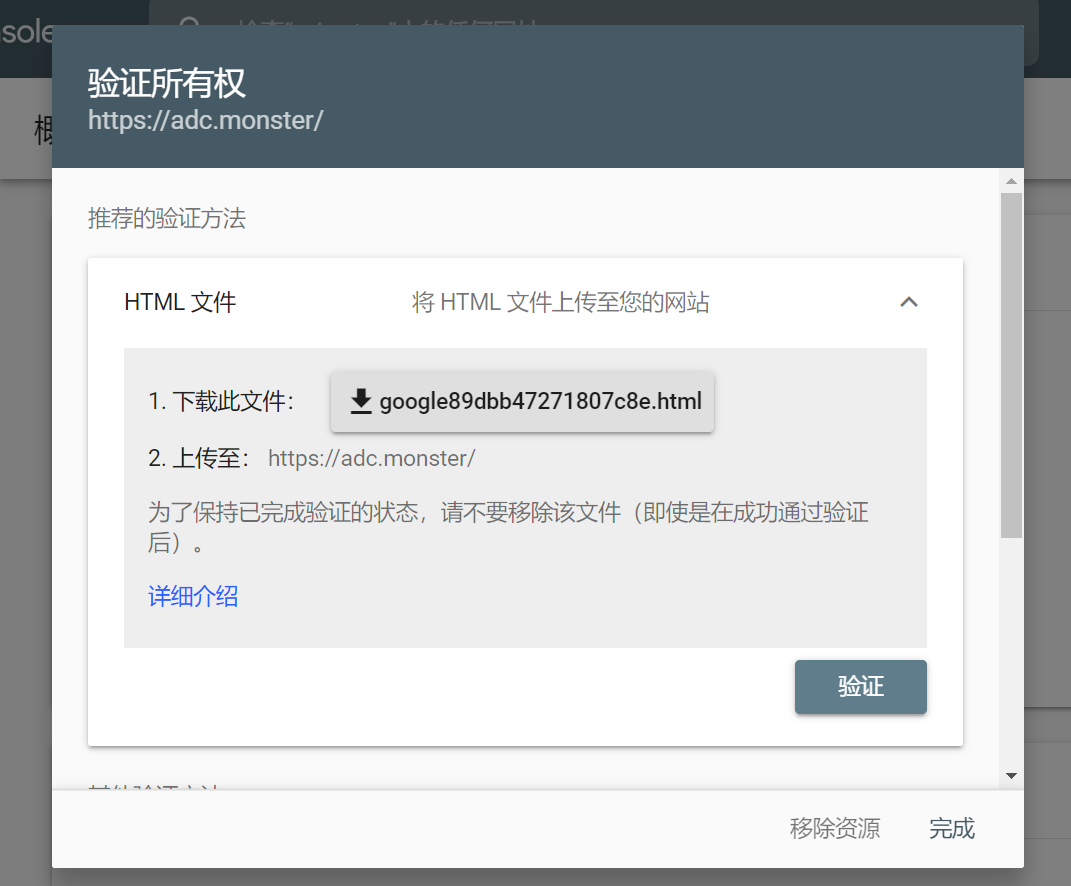 验证所有权
https://adc.monster/
推荐的验证方法
HTML 文件
将 HTML 文件上传至您的网站
1. 下载此文件：
google89dbb47271807c8e.html
2. 上传至： https://adc.monster/
为了保持已完成验证的状态，请不要移除该文件（即使是在成功通过验证
后）。
详细介绍
验证
移除资源
完成